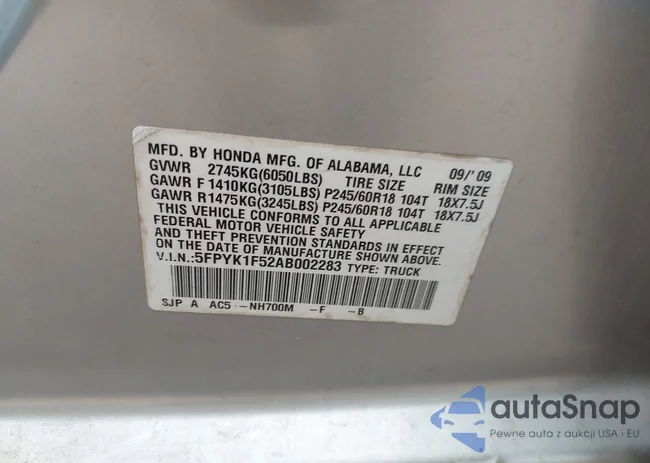 MFD. BY HONDA MFG. OF ALABAMA, LLC 09/'09
GVWR 2745KG(6050LBS) TIRE SIZE RIM SIZE
GAWR F 1410KG(3105LBS) P245/60R18 104T 18X7.5J
GAWR R1475KG(3245LBS) P245/60R18 104T 18X7.5J
THIS VEHICLE CONFORMS TO ALL APPLICABLE
FEDERAL MOTOR VEHICLE SAFETY, BUMPER,
AND THEFT PREVENTION STANDARDS IN EFFECT
ON THE DATE OF MANUFACTURE SHOWN ABOVE.
V.I.N.:5FPYK1F52AB002283 TYPE: TRUCK
SJP A AC5 -NH700M -F -B
autaSnap
Pewne auta z aukcji USA i EU